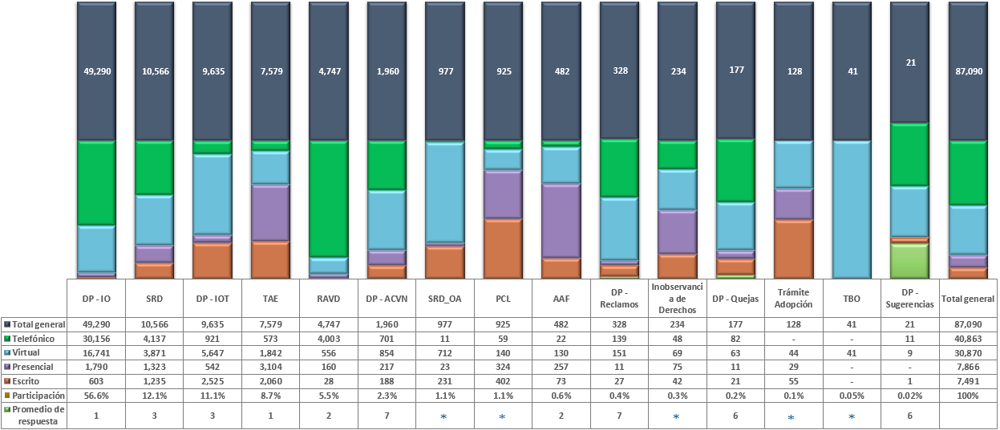 49,290 10,566 9,635 7,579 4,747 1,960 977 925 482 328 234 177 128 41 21 87,090
DP - IO SRD DP - IOT TAE RAVD DP - ACVN SRD_OA PCL AAF DP - Reclamos Inobservancia de Derechos DP - Quejas Trámite Adopción TBO DP - Sugerencias Total general
Total general 49,290 10,566 9,635 7,579 4,747 1,960 977 925 482 328 234 177 128 41 21 87,090
Telefónico 30,156 4,137 921 573 4,003 701 11 59 22 139 48 82 - - 11 40,863
Virtual 16,741 3,871 5,647 1,842 556 854 712 140 130 151 69 63 44 41 9 30,870
Presencial 1,790 1,323 542 3,104 160 217 23 324 257 11 75 11 29 - - 7,866
Escrito 603 1,235 2,525 2,060 28 188 231 402 73 27 42 21 55 - 1 7,491
Participación 56.6% 12.1% 11.1% 8.7% 5.5% 2.3% 1.1% 1.1% 0.6% 0.4% 0.3% 0.2% 0.1% 0.05% 0.02% 100%
Promedio de respuesta 1 3 3 1 2 7 * * 2 7 * 6 * * 6